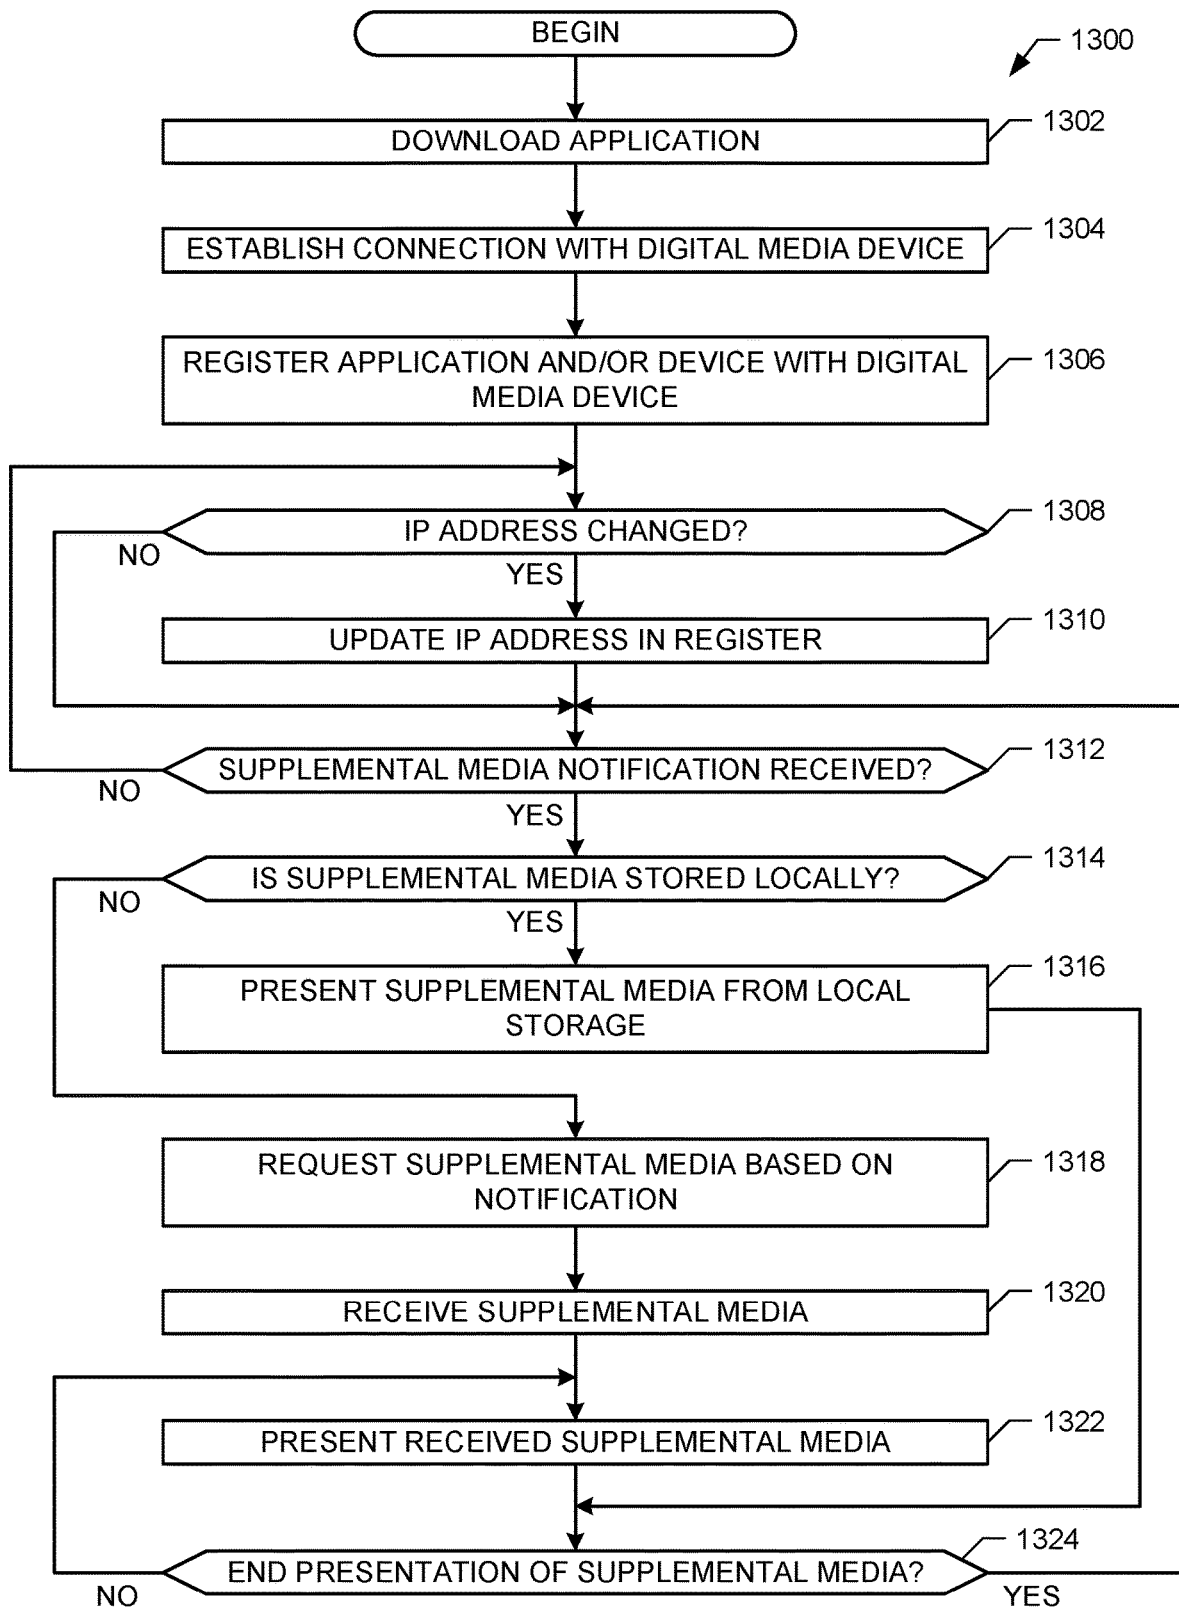 BEGIN
1300
DOWNLOAD APPLICATION
1302
ESTABLISH CONNECTION WITH DIGITAL MEDIA DEVICE
1304
REGISTER APPLICATION AND/OR DEVICE WITH DIGITAL
MEDIA DEVICE
1306
IP ADDRESS CHANGED?
1308
NO
YES
UPDATE IP ADDRESS IN REGISTER
1310
SUPPLEMENTAL MEDIA NOTIFICATION RECEIVED?
1312
NO
YES
IS SUPPLEMENTAL MEDIA STORED LOCALLY?
1314
NO
YES
PRESENT SUPPLEMENTAL MEDIA FROM LOCAL
STORAGE
1316
REQUEST SUPPLEMENTAL MEDIA BASED ON
NOTIFICATION
1318
RECEIVE SUPPLEMENTAL MEDIA
1320
PRESENT RECEIVED SUPPLEMENTAL MEDIA
1322
END PRESENTATION OF SUPPLEMENTAL MEDIA?
1324
NO
YES